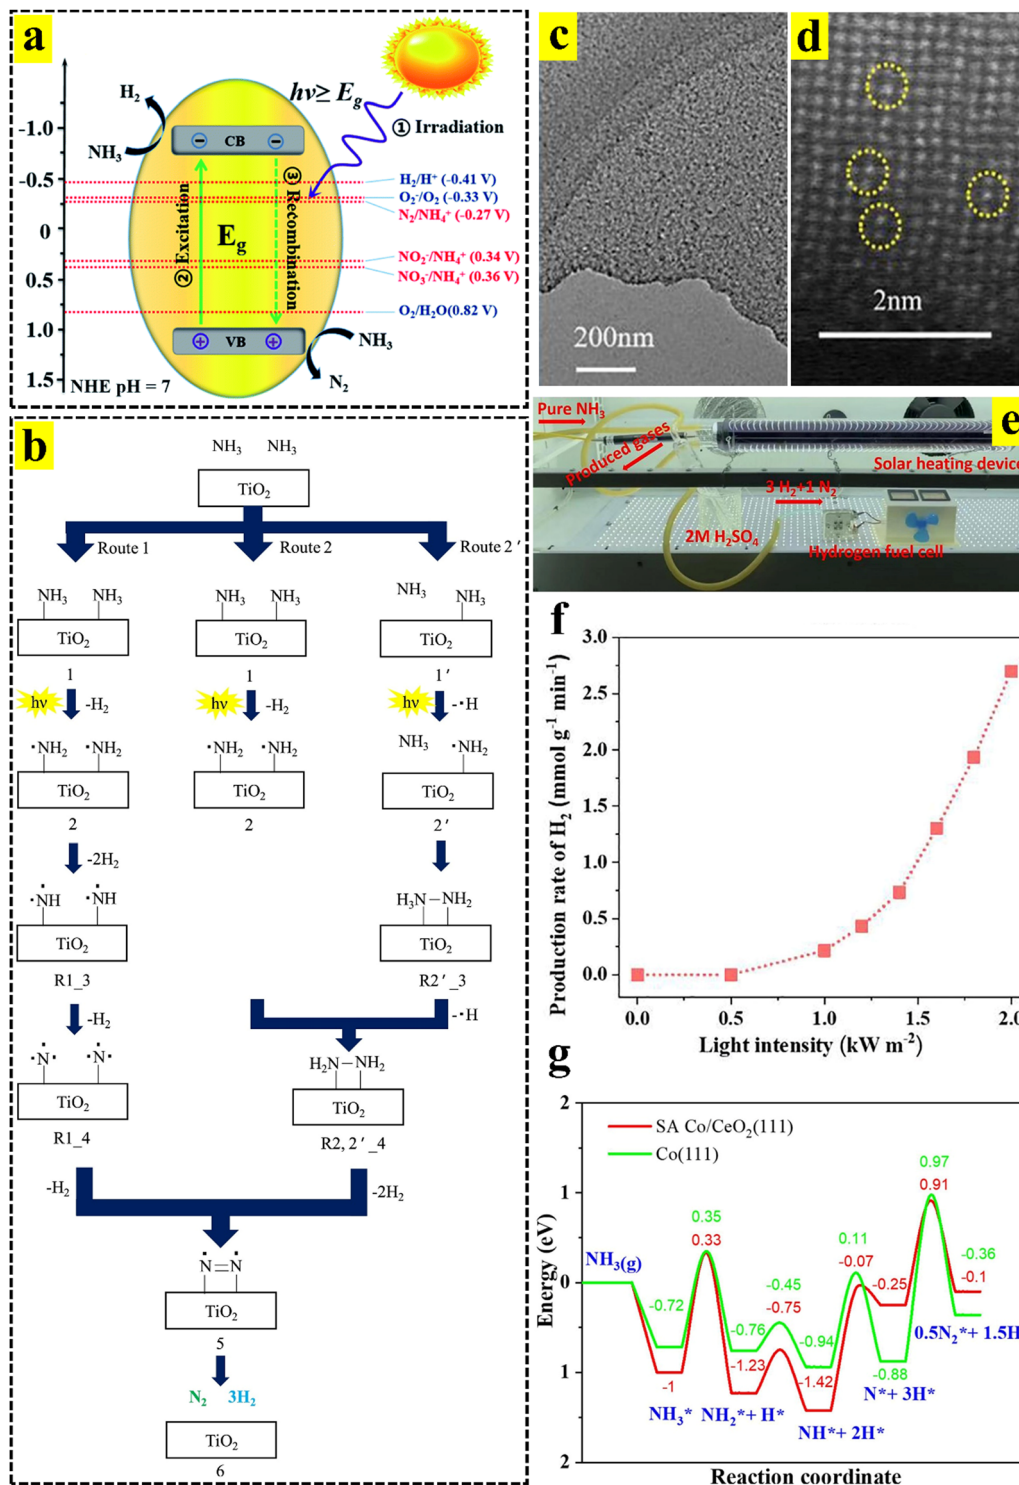 a
hν≥ E_g
① Irradiation
H₂
NH₃
CB
② Excitation
③ Recombination
E_g
VB
NH₃
N₂
NHE pH = 7
-1.0
-0.5
0
0.5
1.0
1.5
H₂/H⁺ (-0.41 V)
O₂⁻/O₂ (-0.33 V)
N₂/NH₄⁺ (-0.27 V)
NO₂⁻/NH₄⁺ (0.34 V)
NO₃⁻/NH₄⁺ (0.36 V)
O₂/H₂O(0.82 V)
b
NH₃ NH₃
TiO₂
Route 1
Route 2
Route 2′
NH₃ NH₃
TiO₂
1
NH₃ NH₃
TiO₂
1
NH₃ NH₃
TiO₂
1′
hν -H₂
hν -H₂
hν -·H
·NH₂ ·NH₂
TiO₂
2
·NH₂ ·NH₂
TiO₂
2
NH₃ ·NH₂
TiO₂
2′
-2H₂
·NH ·NH
TiO₂
R1_3
H₃N−NH₂
TiO₂
R2′_3
-H₂
-·H
·N· ·N·
TiO₂
R1_4
H₂N−NH₂
TiO₂
R2, 2′_4
-H₂
-2H₂
N=N
TiO₂
5
N₂ 3H₂
TiO₂
6
c
200nm
d
2nm
e
Pure NH₃
Produced gases
Solar heating device
3 H₂+1 N₂
2M H₂SO₄
Hydrogen fuel cell
f
Production rate of H₂ (mmol g⁻¹ min⁻¹)
3.0
2.5
2.0
1.5
1.0
0.5
0.0
0.0 0.5 1.0 1.5 2.0
Light intensity (kW m⁻²)
g
Energy (eV)
2
1
0
1
2
SA Co/CeO₂(111)
Co(111)
NH₃(g)
-0.72
-1
NH₃*
0.35
0.33
-0.76
-1.23
NH₂*+ H*
-0.45
-0.75
-0.94
-1.42
NH*+ 2H*
0.11
-0.07
-0.25
-0.88
N*+ 3H*
0.97
0.91
-0.36
-0.1
0.5N₂*+ 1.5H
Reaction coordinate